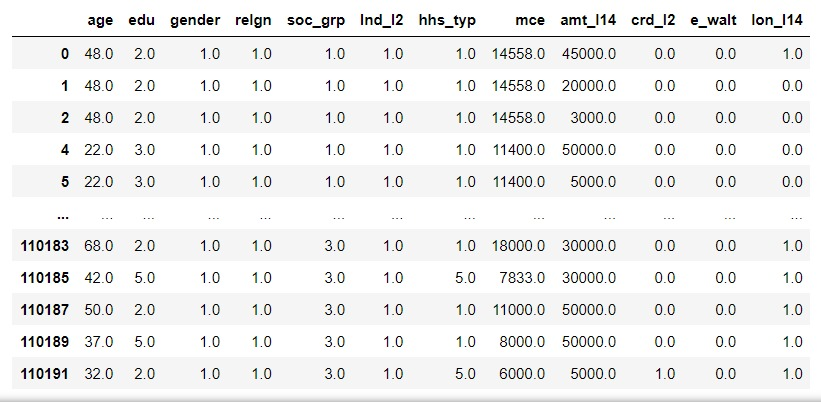 age edu gender relgn soc_grp lnd_l2 hhs_typ mce amt_l14 crd_l2 e_walt lon_l14
0 48.0 2.0 1.0 1.0 1.0 1.0 1.0 14558.0 45000.0 0.0 0.0 1.0
1 48.0 2.0 1.0 1.0 1.0 1.0 1.0 14558.0 20000.0 0.0 0.0 0.0
2 48.0 2.0 1.0 1.0 1.0 1.0 1.0 14558.0 3000.0 0.0 0.0 0.0
4 22.0 3.0 1.0 1.0 1.0 1.0 1.0 11400.0 50000.0 0.0 0.0 0.0
5 22.0 3.0 1.0 1.0 1.0 1.0 1.0 11400.0 5000.0 0.0 0.0 0.0
... ... ... ... ... ... ... ... ... ... ... ... ...
110183 68.0 2.0 1.0 1.0 3.0 1.0 1.0 18000.0 30000.0 0.0 0.0 1.0
110185 42.0 5.0 1.0 1.0 3.0 1.0 5.0 7833.0 30000.0 0.0 0.0 1.0
110187 50.0 2.0 1.0 1.0 3.0 1.0 1.0 11000.0 50000.0 0.0 0.0 1.0
110189 37.0 5.0 1.0 1.0 3.0 1.0 1.0 8000.0 50000.0 0.0 0.0 1.0
110191 32.0 2.0 1.0 1.0 3.0 1.0 5.0 6000.0 5000.0 1.0 0.0 1.0